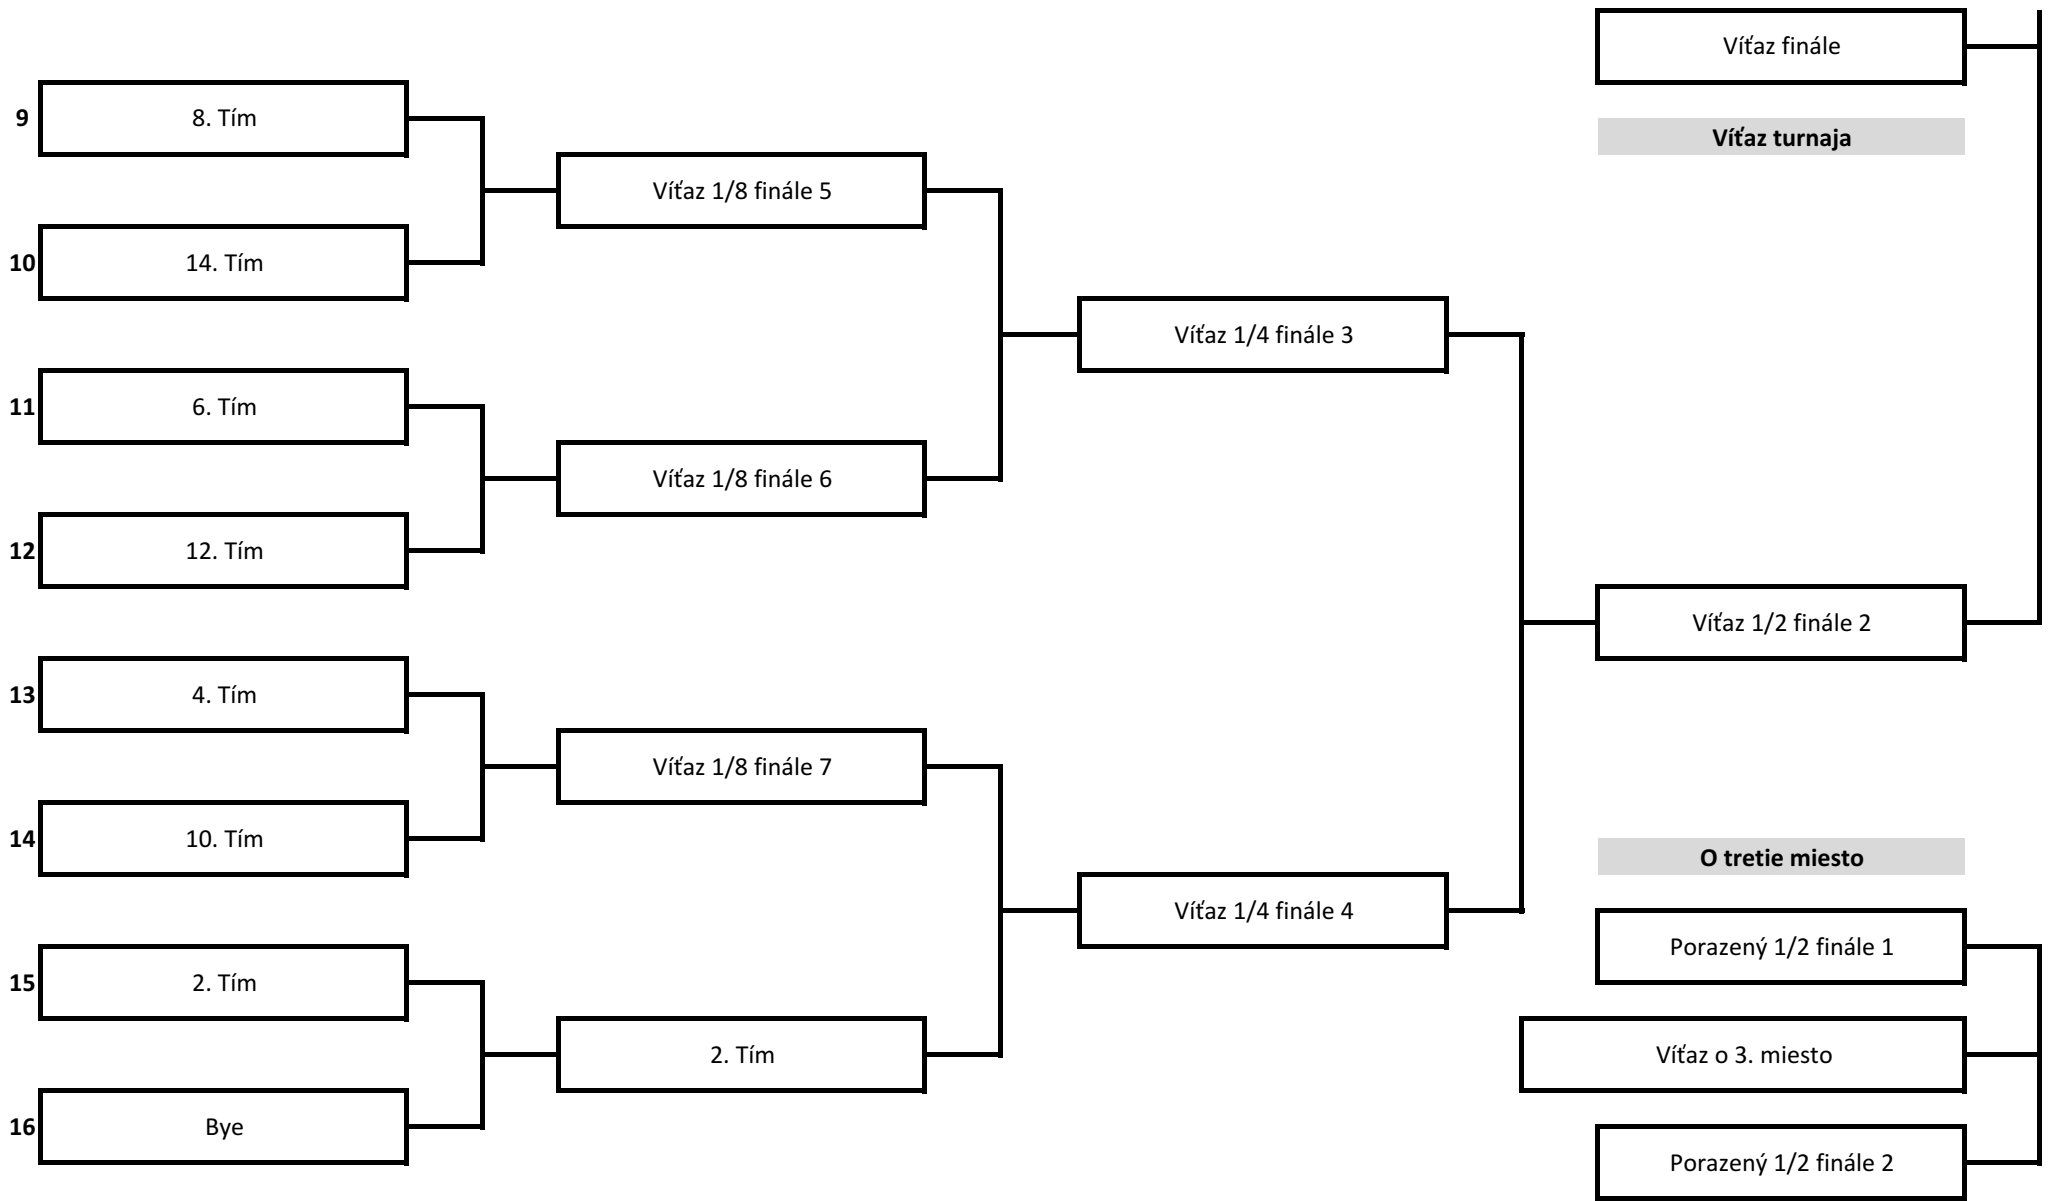 Víťaz finále
9
8. Tím
Víťaz turnaja
Víťaz 1/8 finále 5
10
14. Tím
Víťaz 1/4 finále 3
11
6. Tím
Víťaz 1/8 finále 6
12
12. Tím
Víťaz 1/2 finále 2
13
4. Tím
Víťaz 1/8 finále 7
14
10. Tím
O tretie miesto
Víťaz 1/4 finále 4
Porazený 1/2 finále 1
15
2. Tím
2. Tím
Víťaz o 3. miesto
16
Bye
Porazený 1/2 finále 2